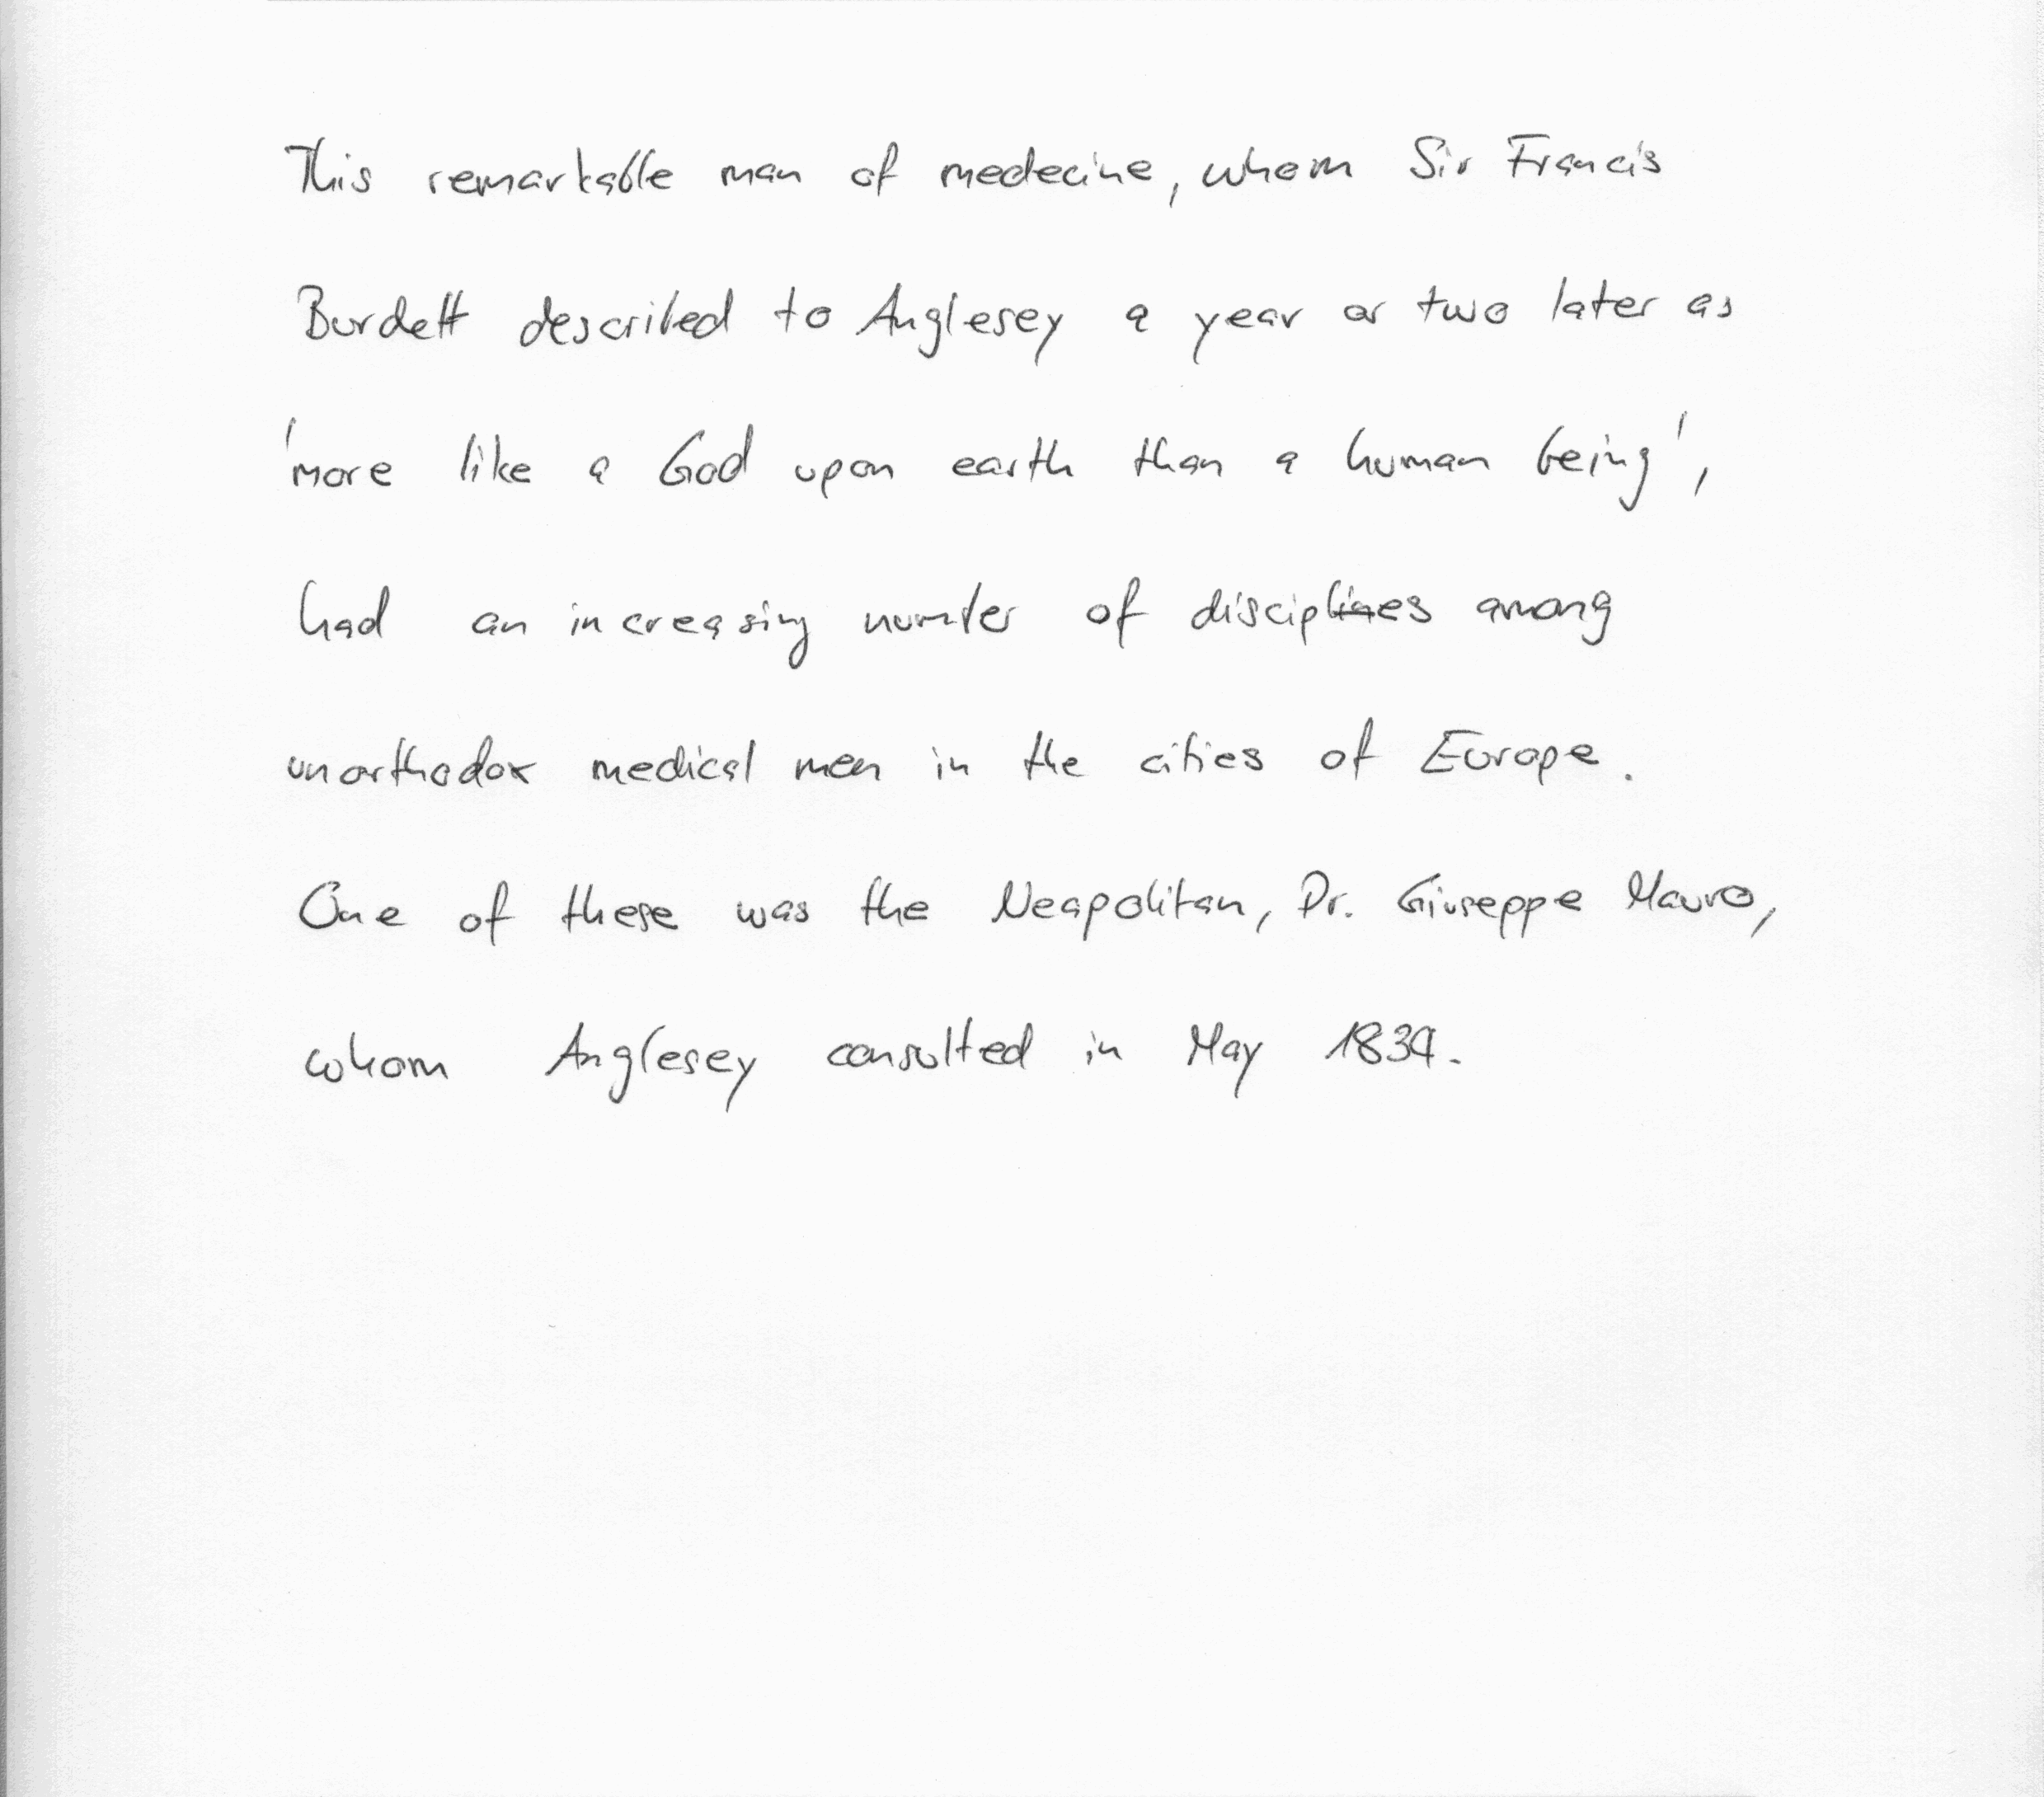 This remarkable man of medecine, whom Sir Francis
Burdett described to Anglesey a year or two later as
'more like a God upon earth than a human being',
had an increasing number of disciples among
unorthodox medical men in the cities of Europe.
One of these was the Neapolitan, Dr. Giuseppe Mauro,
whom Anglesey consulted in May 1834.